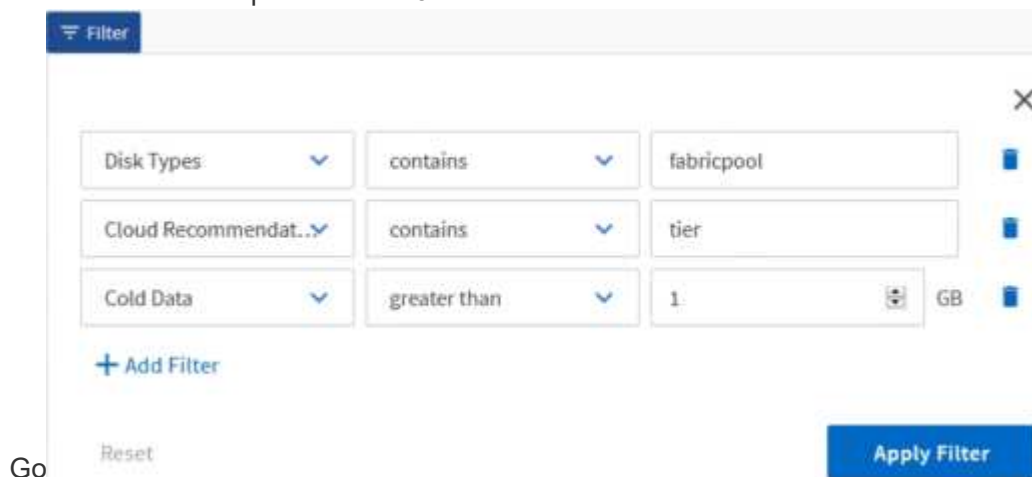 Filter
Disk Types contains fabricpool
Cloud Recommendat... contains tier
Cold Data greater than 1 GB
+ Add Filter
Reset Apply Filter
Go